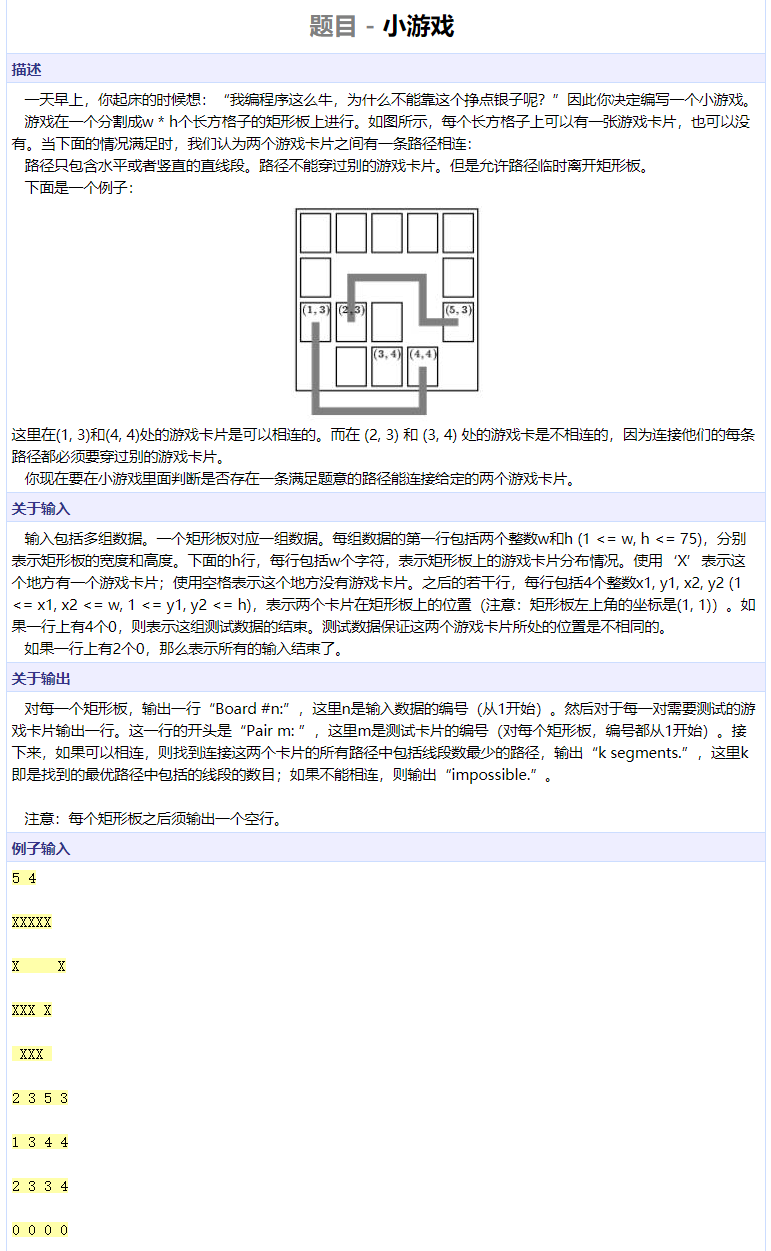 题目 - 小游戏
描述
一天早上，你起床的时候想：“我编程序这么牛，为什么不能靠这个挣点银子呢？”因此你决定编写一个小游戏。
游戏在一个分割成w * h个长方格子的矩形板上进行。如图所示，每个长方格子上可以有一张游戏卡片，也可以没
有。当下面的情况满足时，我们认为两个游戏卡片之间有一条路径相连：
路径只包含水平或者竖直的直线段。路径不能穿过别的游戏卡片。但是允许路径临时离开矩形板。
下面是一个例子：
(1, 3) (2, 3) (5, 3)
(3, 4) (4, 4)
这里在(1, 3)和(4, 4)处的游戏卡片是可以相连的。而在 (2, 3) 和 (3, 4) 处的游戏卡是不相连的，因为连接他们的每条
路径都必须要穿过别的游戏卡片。
你现在要在小游戏里面判断是否存在一条满足题意的路径能连接给定的两个游戏卡片。
关于输入
输入包括多组数据。一个矩形板对应一组数据。每组数据的第一行包括两个整数w和h (1 <= w, h <= 75)，分别
表示矩形板的宽度和高度。下面的h行，每行包括w个字符，表示矩形板上的游戏卡片分布情况。使用‘X’表示这
个地方有一个游戏卡片；使用空格表示这个地方没有游戏卡片。之后的若干行，每行包括4个整数x1, y1, x2, y2 (1
<= x1, x2 <= w, 1 <= y1, y2 <= h)，表示两个卡片在矩形板上的位置（注意：矩形板左上角的坐标是(1, 1)）。如
果一行上有4个0，则表示这组测试数据的结束。测试数据保证这两个游戏卡片所处的位置是不相同的。
如果一行上有2个0，那么表示所有的输入结束了。
关于输出
对每一个矩形板，输出一行“Board #n:”，这里n是输入数据的编号（从1开始）。然后对于每一对需要测试的游
戏卡片输出一行。这一行的开头是“Pair m: ”，这里m是测试卡片的编号（对每个矩形板，编号都从1开始）。接
下来，如果可以相连，则找到连接这两个卡片的所有路径中包括线段数最少的路径，输出“k segments.”，这里k
即是找到的最优路径中包括的线段的数目；如果不能相连，则输出“impossible.”。
注意：每个矩形板之后须输出一个空行。
例子输入
5 4
XXXXX
X   X
XXX X
 XXX 
2 3 5 3
1 3 4 4
2 3 3 4
0 0 0 0